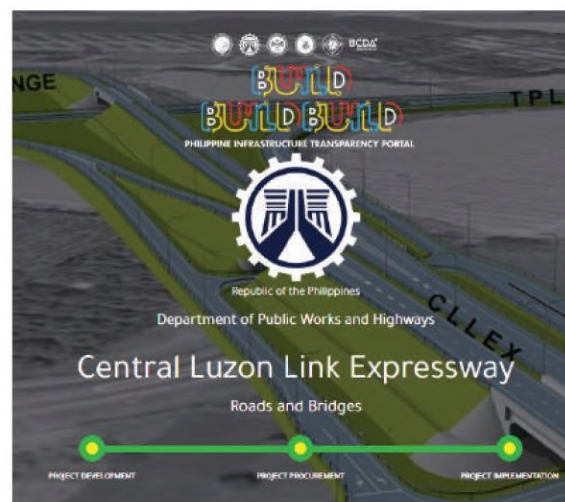 BCDA
BUILD
BUILD BUILD
PHILIPPINE INFRASTRUCTURE TRANSPARENCY PORTAL
NGE
TPL
Republic of the Philippines
Department of Public Works and Highways
CLLEX
Central Luzon Link Expressway
Roads and Bridges
PROJECT DEVELOPMENT
PROJECT PROCUREMENT
PROJECT IMPLEMENTATION